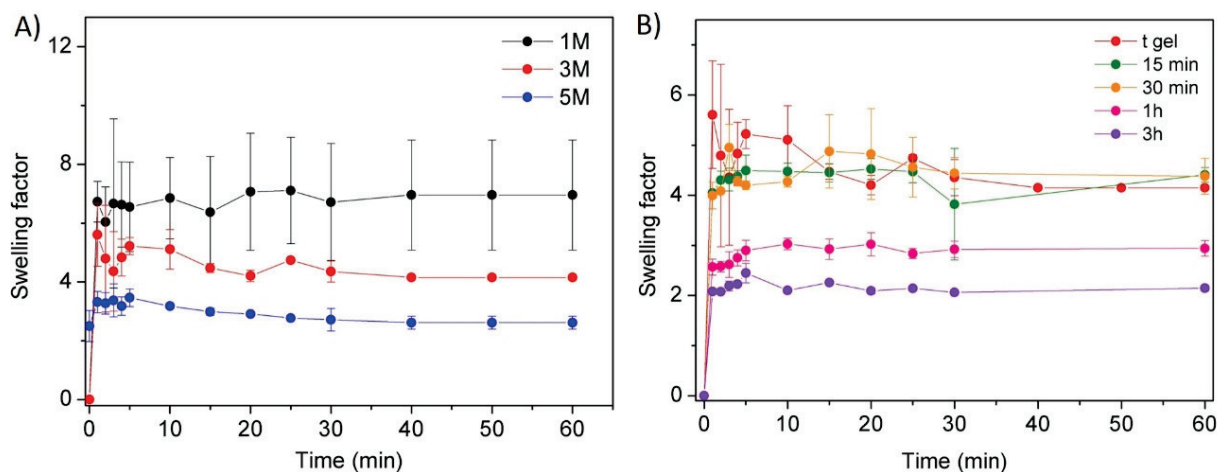 A)
12
8
4
0
Swelling factor
1M
3M
5M
0 10 20 30 40 50 60
Time (min)
B)
6
4
2
0
Swelling factor
t gel
15 min
30 min
1h
3h
0 10 20 30 40 50 60
Time (min)